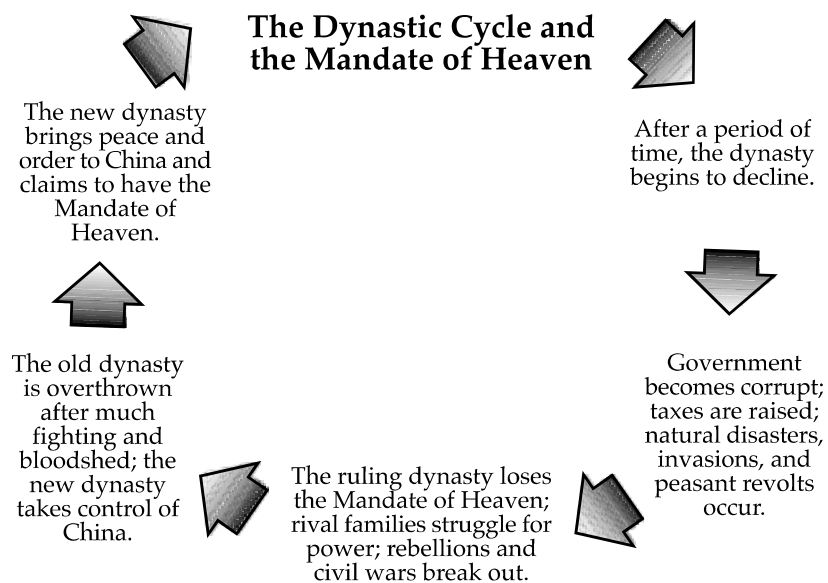 The Dynastic Cycle and
the Mandate of Heaven
After a period of
time, the dynasty
begins to decline.
Government
becomes corrupt;
taxes are raised;
natural disasters,
invasions, and
peasant revolts
occur.
The ruling dynasty loses
the Mandate of Heaven;
rival families struggle for
power; rebellions and
civil wars break out.
The old dynasty
is overthrown
after much
fighting and
bloodshed; the
new dynasty
takes control of
China.
The new dynasty
brings peace and
order to China and
claims to have the
Mandate of
Heaven.